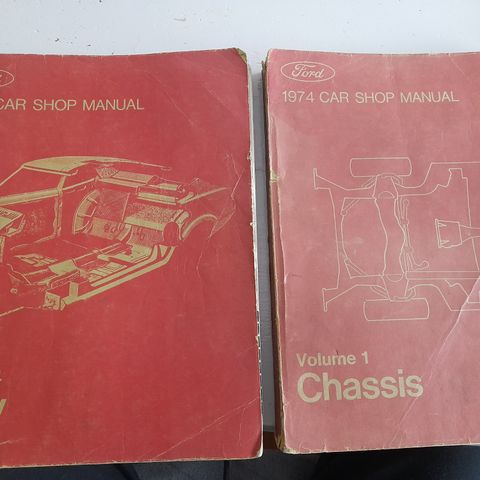 CAR SHOP MANUAL
y
Ford
1974 CAR SHOP MANUAL
Volume 1
Chassis